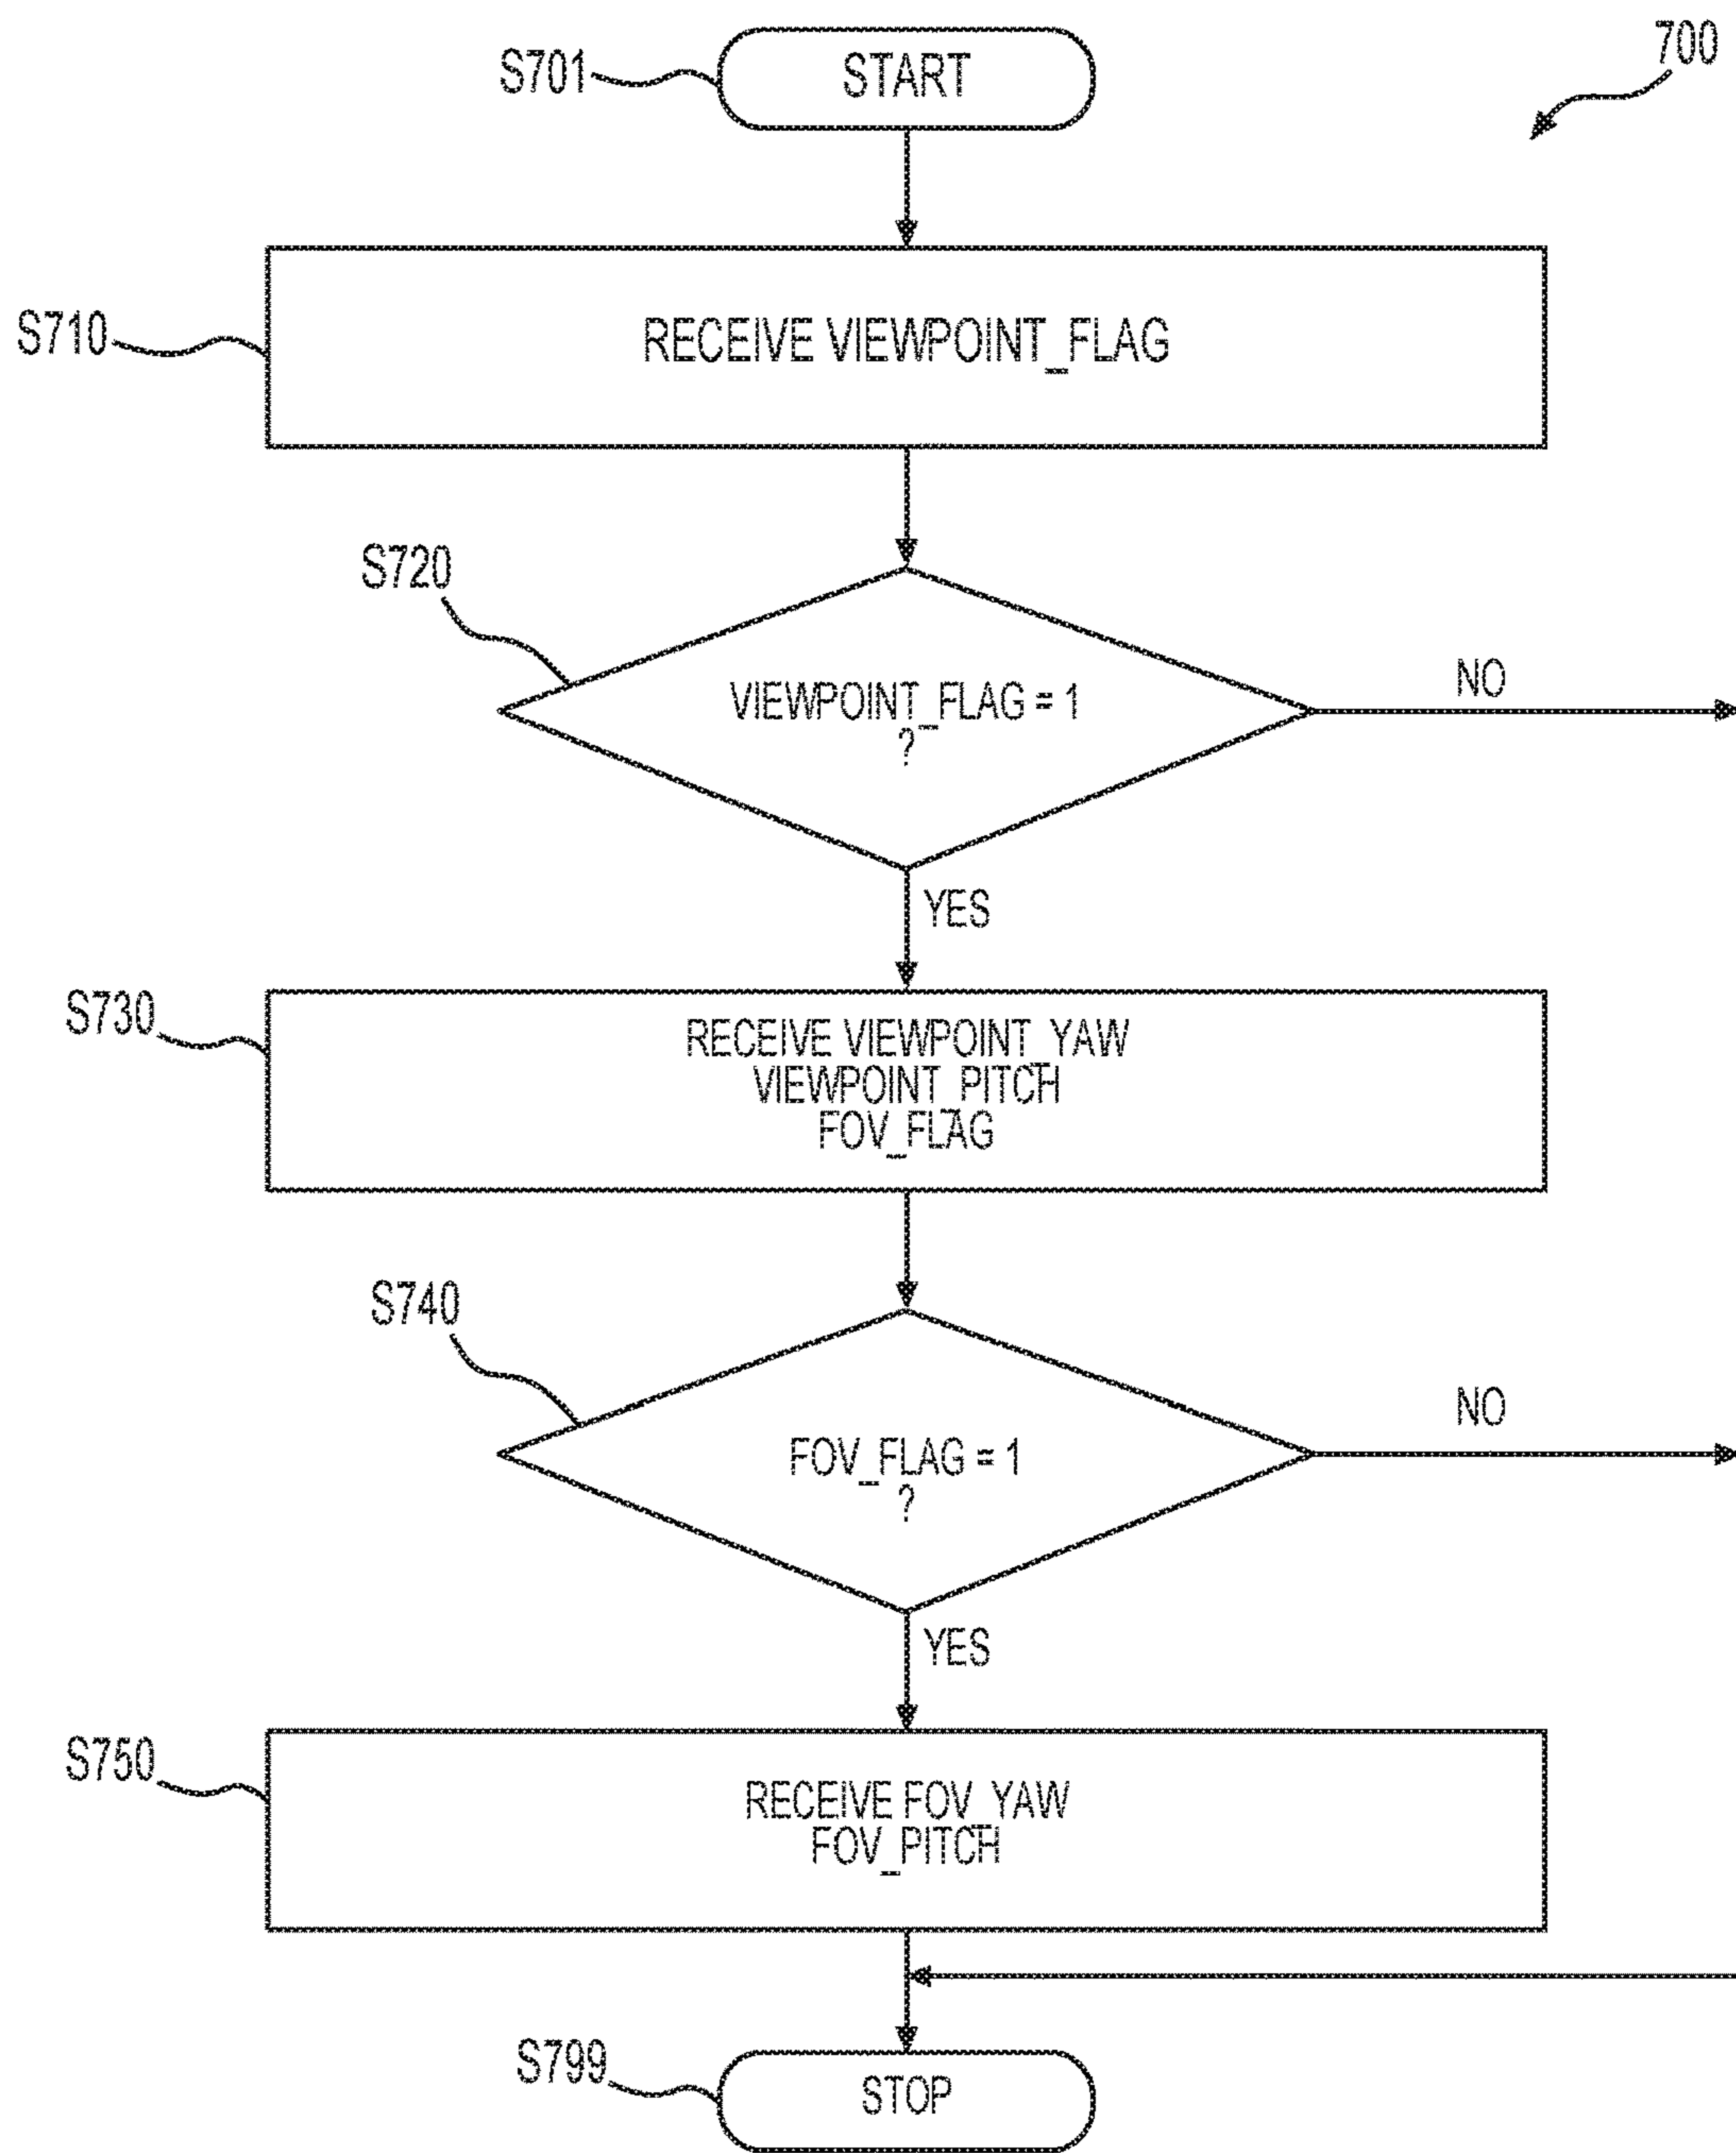 700
S701
START
S710
RECEIVE VIEWPOINT_FLAG
S720
VIEWPOINT_FLAG = 1
?
NO
YES
S730
RECEIVE VIEWPOINT_YAW
VIEWPOINT_PITCH
FOV_FLAG
S740
FOV_FLAG = 1
?
NO
YES
S750
RECEIVE FOV_YAW
FOV_PITCH
S799
STOP